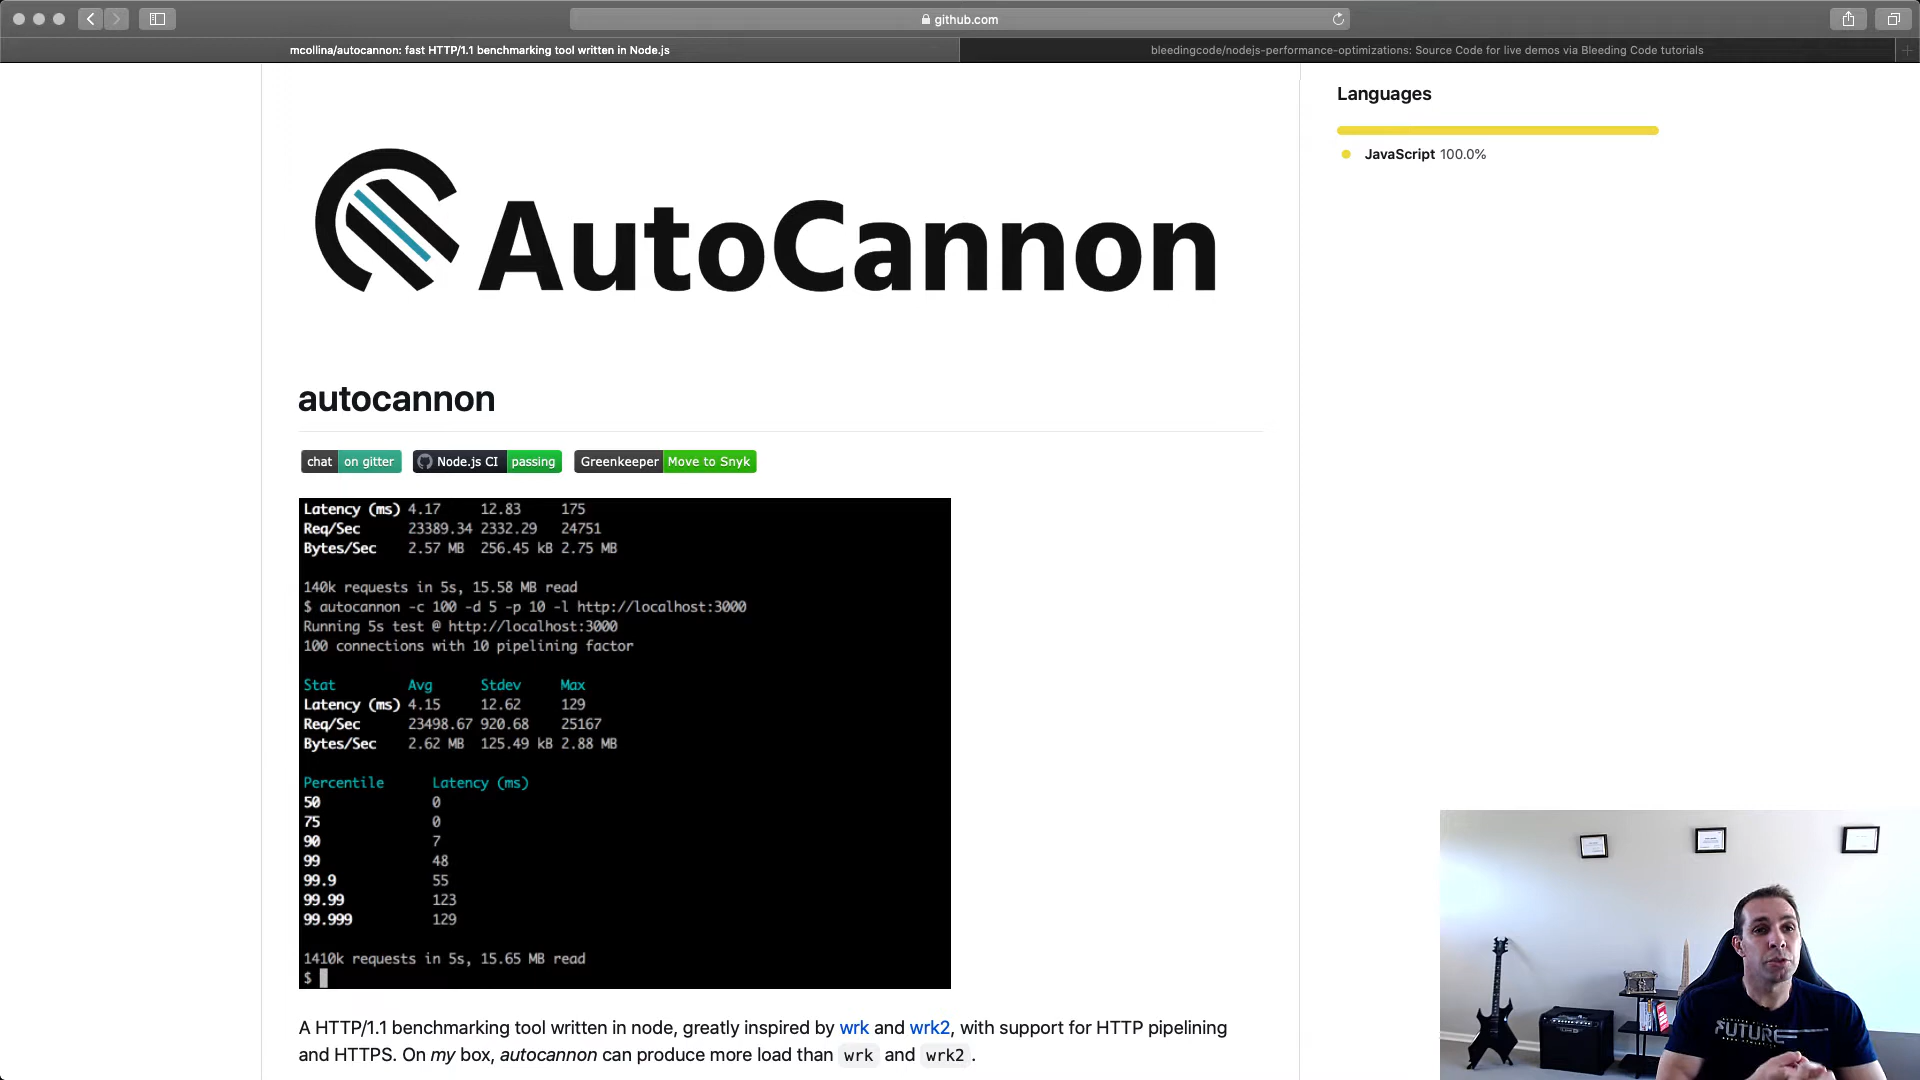 github.com
mcollina/autocannon: fast HTTP/1.1 benchmarking tool written in Node.js
bleedingcode/nodejs-performance-optimizations: Source Code for live demos via Bleeding Code tutorials
AutoCannon
Languages
JavaScript 100.0%
autocannon
chat on gitter Node.js CI passing Greenkeeper Move to Snyk
Latency (ms) 4.17 12.83 175
Req/Sec 23389.34 2332.29 24751
Bytes/Sec 2.57 MB 256.45 kB 2.75 MB
140k requests in 5s, 15.58 MB read
$ autocannon -c 100 -d 5 -p 10 -l http://localhost:3000
Running 5s test @ http://localhost:3000
100 connections with 10 pipelining factor
Stat Avg Stdev Max
Latency (ms) 4.15 12.62 129
Req/Sec 23498.67 920.68 25167
Bytes/Sec 2.62 MB 125.49 kB 2.88 MB
Percentile Latency (ms)
50 0
75 0
90 7
99 48
99.9 55
99.99 123
99.999 129
1410k requests in 5s, 15.65 MB read
$
A HTTP/1.1 benchmarking tool written in node, greatly inspired by wrk and wrk2, with support for HTTP pipelining
and HTTPS. On my box, autocannon can produce more load than wrk and wrk2 .
FUTURE